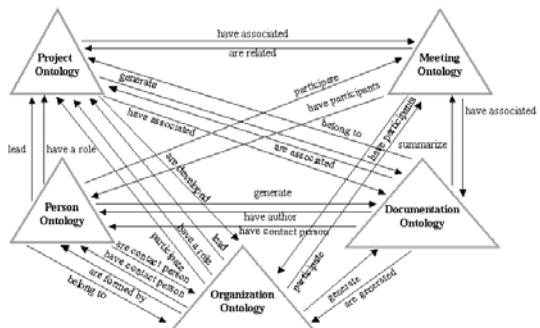 have associated
are related
Project
Ontology
Meeting
Ontology
generate
participate
have participants
have associated
belong to
are associated
have participants
have associated
summarize
lead
have a role
are developed
generate
have author
have contact person
Person
Ontology
Documentation
Ontology
lead
have a role
participate
are contact person
have contact person
are formed by
belong to
participate
generate
are generated
Organization
Ontology